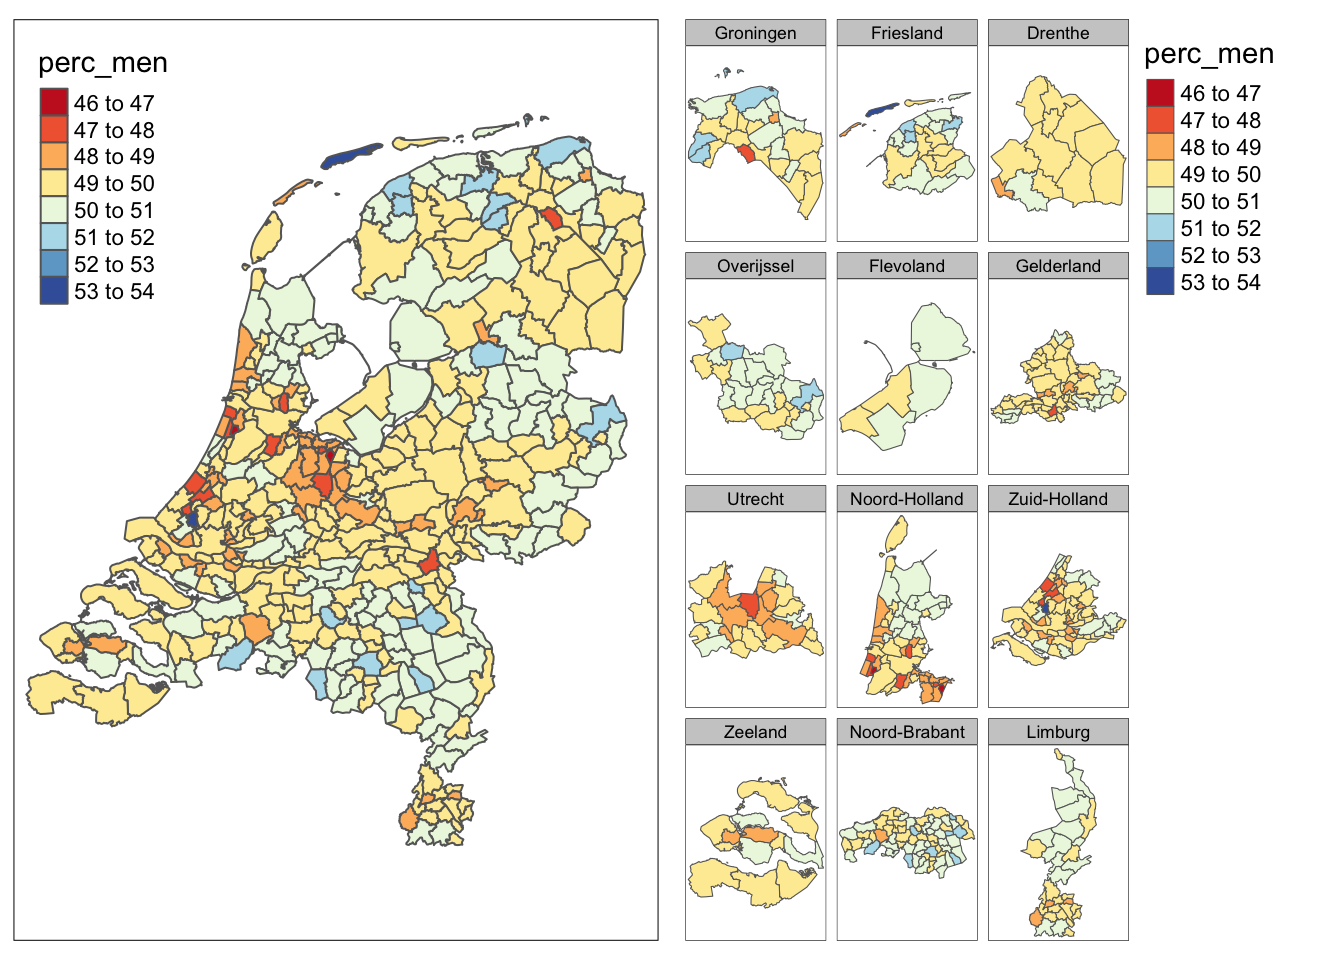 perc_men
46 to 47
47 to 48
48 to 49
49 to 50
50 to 51
51 to 52
52 to 53
53 to 54
Groningen
Friesland
Drenthe
Overijssel
Flevoland
Gelderland
Utrecht
Noord-Holland
Zuid-Holland
Zeeland
Noord-Brabant
Limburg
perc_men
46 to 47
47 to 48
48 to 49
49 to 50
50 to 51
51 to 52
52 to 53
53 to 54